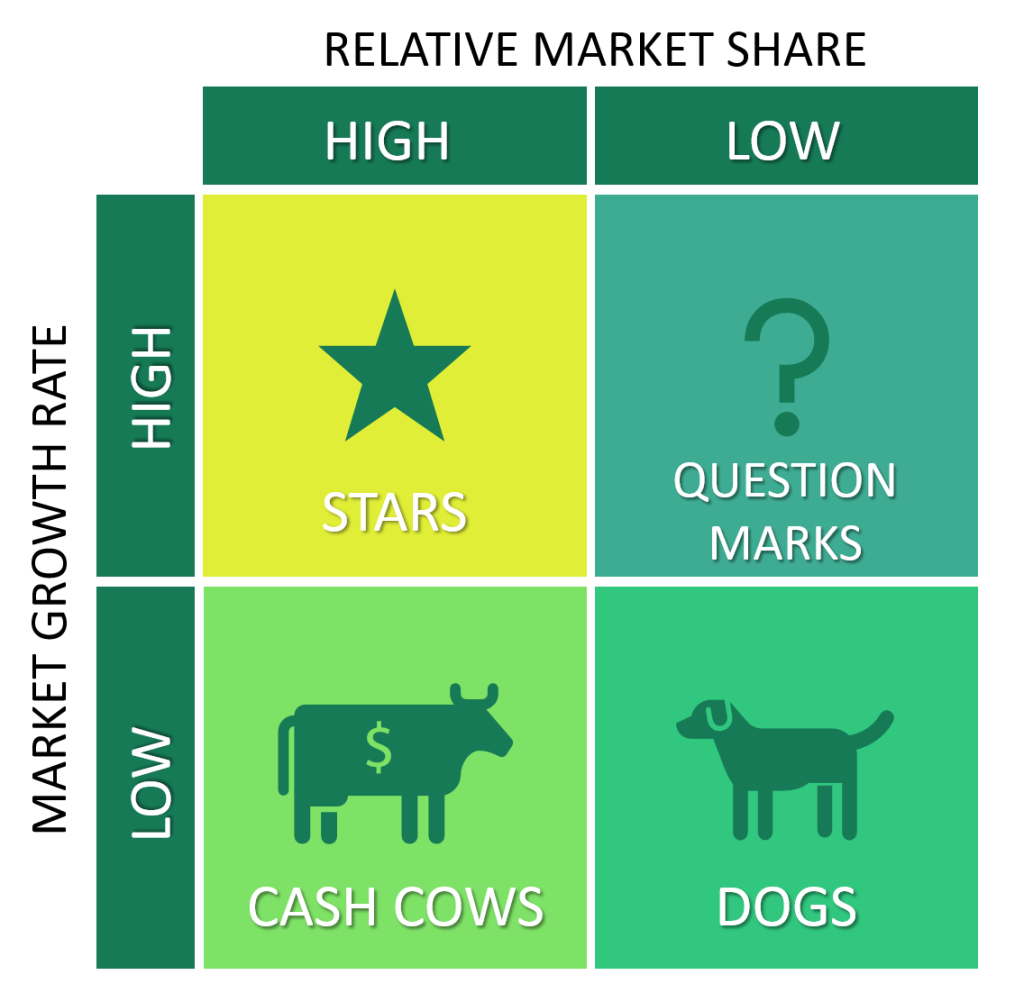 RELATIVE MARKET SHARE
HIGH
LOW
MARKET GROWTH RATE
HIGH
STARS
?
QUESTION
MARKS
LOW
$
CASH COWS
DOGS